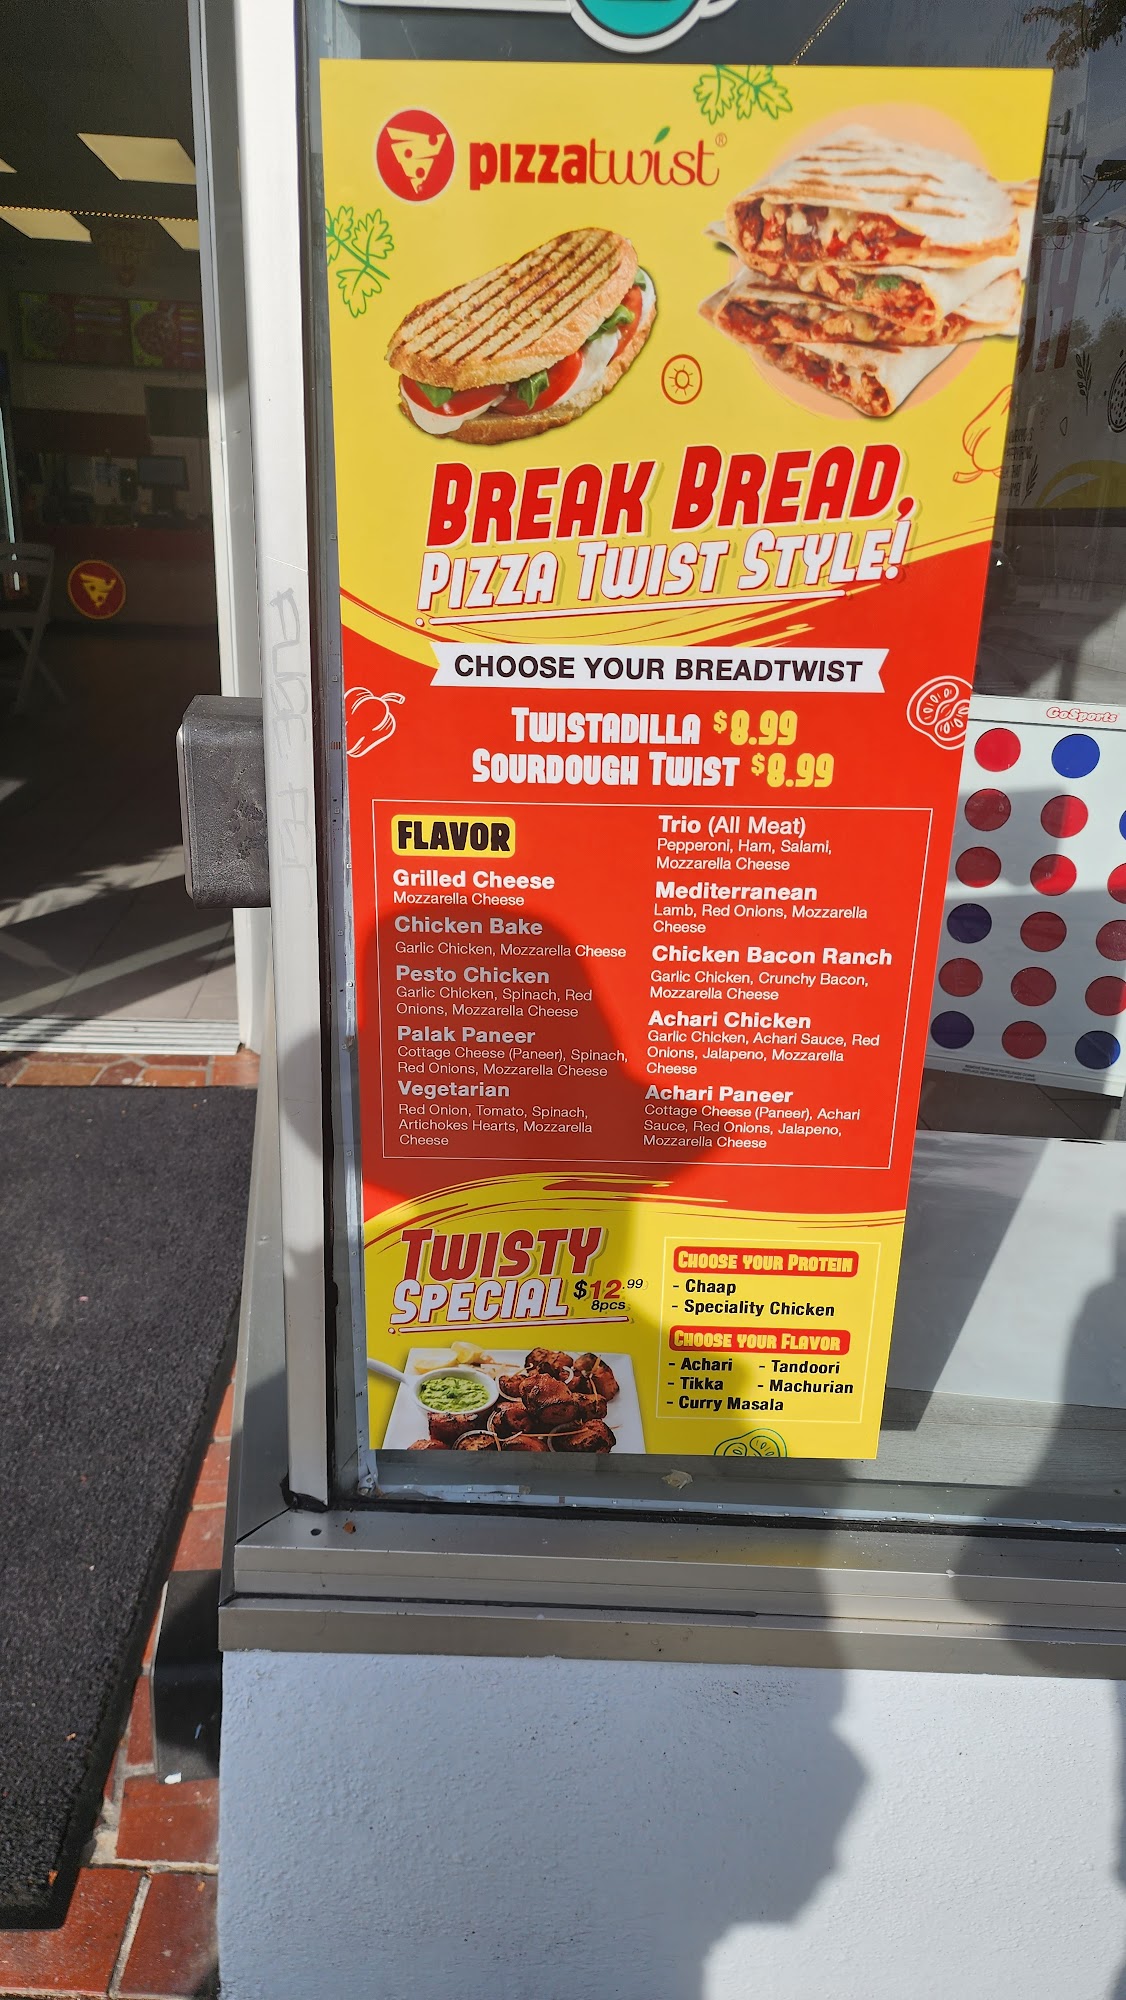 pizzatwist®
BREAK BREAD,
PIZZA TWIST STYLE!
CHOOSE YOUR BREADTWIST
TWISTADILLA $8.99
SOURDOUGH TWIST $8.99
FLAVOR
Grilled Cheese
Mozzarella Cheese
Chicken Bake
Garlic Chicken, Mozzarella Cheese
Pesto Chicken
Garlic Chicken, Spinach, Red
Onions, Mozzarella Cheese
Palak Paneer
Cottage Cheese (Paneer), Spinach,
Red Onions, Mozzarella Cheese
Vegetarian
Red Onion, Tomato, Spinach,
Artichokes Hearts, Mozzarella
Cheese
Trio (All Meat)
Pepperoni, Ham, Salami,
Mozzarella Cheese
Mediterranean
Lamb, Red Onions, Mozzarella
Cheese
Chicken Bacon Ranch
Garlic Chicken, Crunchy Bacon,
Mozzarella Cheese
Achari Chicken
Garlic Chicken, Achari Sauce, Red
Onions, Jalapeno, Mozzarella
Cheese
Achari Paneer
Cottage Cheese (Paneer), Achari
Sauce, Red Onions, Jalapeno,
Mozzarella Cheese
TWISTY
SPECIAL $12.99
8pcs
CHOOSE YOUR PROTEIN
- Chaap
- Speciality Chicken
CHOOSE YOUR FLAVOR
- Achari - Tandoori
- Tikka - Machurian
- Curry Masala
GoSports